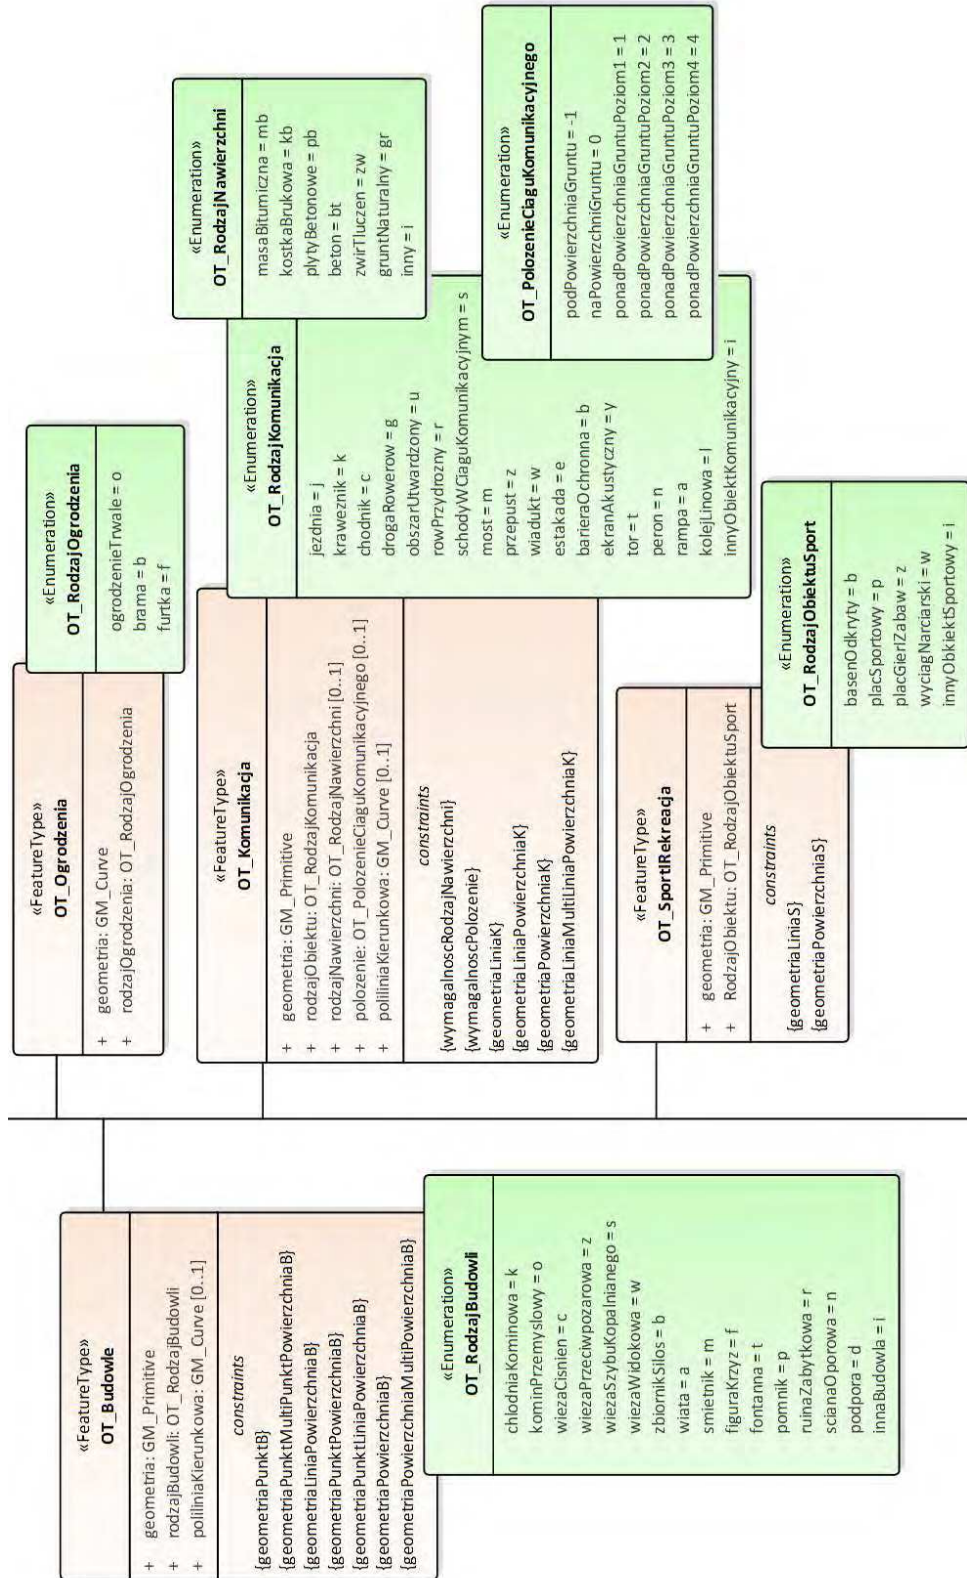 «FeatureType»
OT_Budowle
+ geometria: GM_Primitive
+ rodzajBudowli: OT_RodzajBudowli
+ poliliniaKierunkowa: GM_Curve [0..1]
constraints
{geometriaPunktB}
{geometriaPunktMultiPunktPowierzchniaB}
{geometriaLiniaPowierzchniaB}
{geometriaPunktPowierzchniaB}
{geometriaPunktLiniaPowierzchniaB}
{geometriaPowierzchniaB}
{geometriaPowierzchniaMultiPowierzchniaB}
«Enumeration»
OT_RodzajBudowli
chlodniaKominowa = k
kominPrzemyslowy = o
wiezaCisnien = c
wiezaPrzeciwpozarowa = z
wiezaSzybuKopalnianego = s
wiezaWidokowa = w
zbiornikSilos = b
wiata = a
smietnik = m
figuraKrzyz = f
fontanna = t
pomnik = p
ruinaZabytkowa = r
scianaOporowa = n
podpora = d
innaBudowla = i
«FeatureType»
OT_Ogrodzenia
+ geometria: GM_Curve
+ rodzajOgrodzenia: OT_RodzajOgrodzenia
«Enumeration»
OT_RodzajOgrodzenia
ogrodzenieTrwale = o
brama = b
furtka = f
«FeatureType»
OT_Komunikacja
+ geometria: GM_Primitive
+ rodzajObiektu: OT_RodzajKomunikacja
+ rodzajNawierzchni: OT_RodzajNawierzchni [0..1]
+ polozenie: OT_PolozenieCiaguKomunikacyjnego [0..1]
+ poliliniaKierunkowa: GM_Curve [0..1]
constraints
{wymagalnoscRodzajNawierzchni}
{wymagalnoscPolozenie}
{geometriaLiniaK}
{geometriaLiniaPowierzchniaK}
{geometriaPowierzchniaK}
{geometriaLiniaMultiLiniaPowierzchniaK}
«Enumeration»
OT_RodzajKomunikacja
jezdnia = j
kraweznik = k
chodnik = c
drogaRowerow = g
obszarUtwardzony = u
rowPrzydrozny = r
schodyWCiaguKomunikacyjnym = s
most = m
przepust = z
wiadukt = w
estakada = e
barieraOchronna = b
ekranAkustyczny = y
tor = t
peron = n
rampa = a
kolejLinowa = l
innyObiektKomunikacyjny = i
«Enumeration»
OT_RodzajNawierzchni
masaBitumiczna = mb
kostkaBrukowa = kb
plytyBetonowe = pb
beton = bt
zwirTluczen = zw
gruntNaturalny = gr
inny = i
«Enumeration»
OT_PolozenieCiaguKomunikacyjnego
podPowierzchniaGruntu = -1
naPowierzchniGruntu = 0
ponadPowierzchniaGruntuPoziom1 = 1
ponadPowierzchniaGruntuPoziom2 = 2
ponadPowierzchniaGruntuPoziom3 = 3
ponadPowierzchniaGruntuPoziom4 = 4
«FeatureType»
OT_SportIRekreacja
+ geometria: GM_Primitive
+ RodzajObiektu: OT_RodzajObiektuSport
constraints
{geometriaLiniaS}
{geometriaPowierzchniaS}
«Enumeration»
OT_RodzajObiektuSport
basenOdkryty = b
placSportowy = p
placGierIZabaw = z
wyciagNarciarski = w
innyObkiektSportowy = i